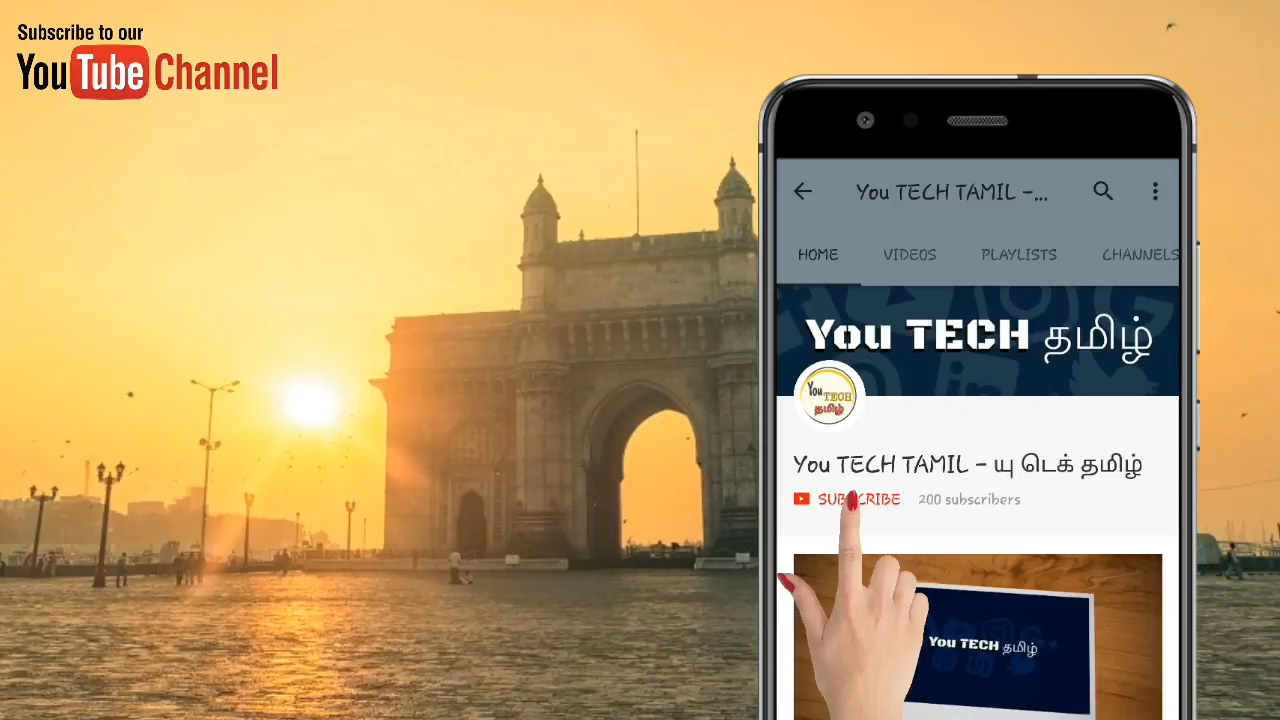 Subscribe to our
YouTube Channel
You TECH TAMIL –...
HOME VIDEOS PLAYLISTS CHANNELS
You TECH தமிழ்
You TECH தமிழ்
You TECH TAMIL – யு டெக் தமிழ்
SUBSCRIBE 200 subscribers
You TECH தமிழ்